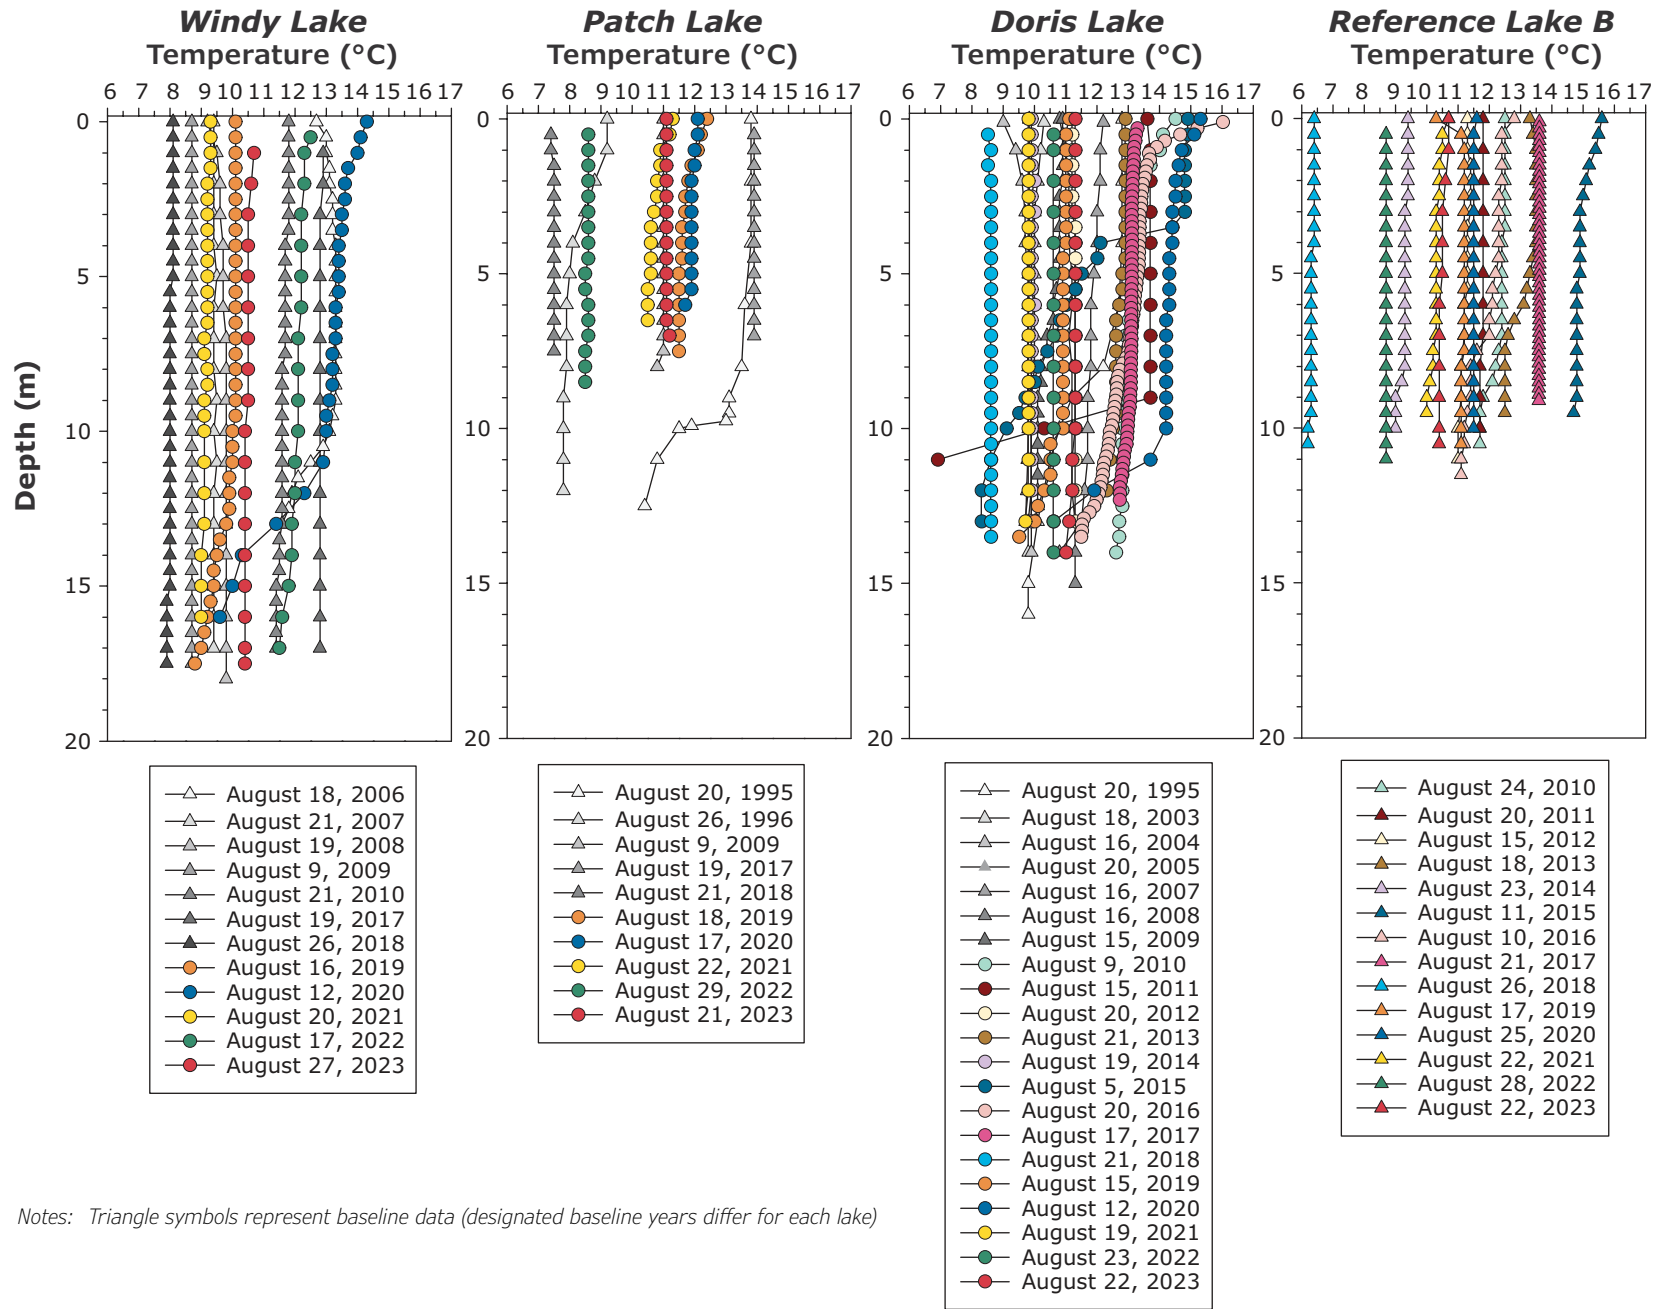 Windy Lake
Temperature (°C)
6 7 8 9 10 11 12 13 14 15 16 17
Patch Lake
Temperature (°C)
6 7 8 9 10 11 12 13 14 15 16 17
Doris Lake
Temperature (°C)
6 7 8 9 10 11 12 13 14 15 16 17
Reference Lake B
Temperature (°C)
6 7 8 9 10 11 12 13 14 15 16 17
Depth (m)
0
5
10
15
20
0
5
10
15
20
0
5
10
15
20
0
5
10
15
20
August 18, 2006
August 21, 2007
August 19, 2008
August 9, 2009
August 21, 2010
August 19, 2017
August 26, 2018
August 16, 2019
August 12, 2020
August 20, 2021
August 17, 2022
August 27, 2023
August 20, 1995
August 26, 1996
August 9, 2009
August 19, 2017
August 21, 2018
August 18, 2019
August 17, 2020
August 22, 2021
August 29, 2022
August 21, 2023
August 20, 1995
August 18, 2003
August 16, 2004
August 20, 2005
August 16, 2007
August 16, 2008
August 15, 2009
August 9, 2010
August 15, 2011
August 20, 2012
August 21, 2013
August 19, 2014
August 5, 2015
August 20, 2016
August 17, 2017
August 21, 2018
August 15, 2019
August 12, 2020
August 19, 2021
August 23, 2022
August 22, 2023
August 24, 2010
August 20, 2011
August 15, 2012
August 18, 2013
August 23, 2014
August 11, 2015
August 10, 2016
August 21, 2017
August 26, 2018
August 17, 2019
August 25, 2020
August 22, 2021
August 28, 2022
August 22, 2023
Notes: Triangle symbols represent baseline data (designated baseline years differ for each lake)